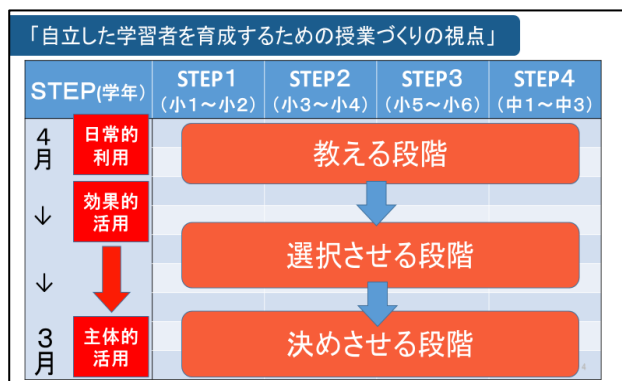 「自立した学習者を育成するための授業づくりの視点」
STEP(学年)
STEP1
(小1～小2)
STEP2
(小3～小4)
STEP3
(小5～小6)
STEP4
(中1～中3)
4
月
日常的
利用
教える段階
↓
効果的
活用
選択させる段階
↓
3
月
主体的
活用
決めさせる段階
4